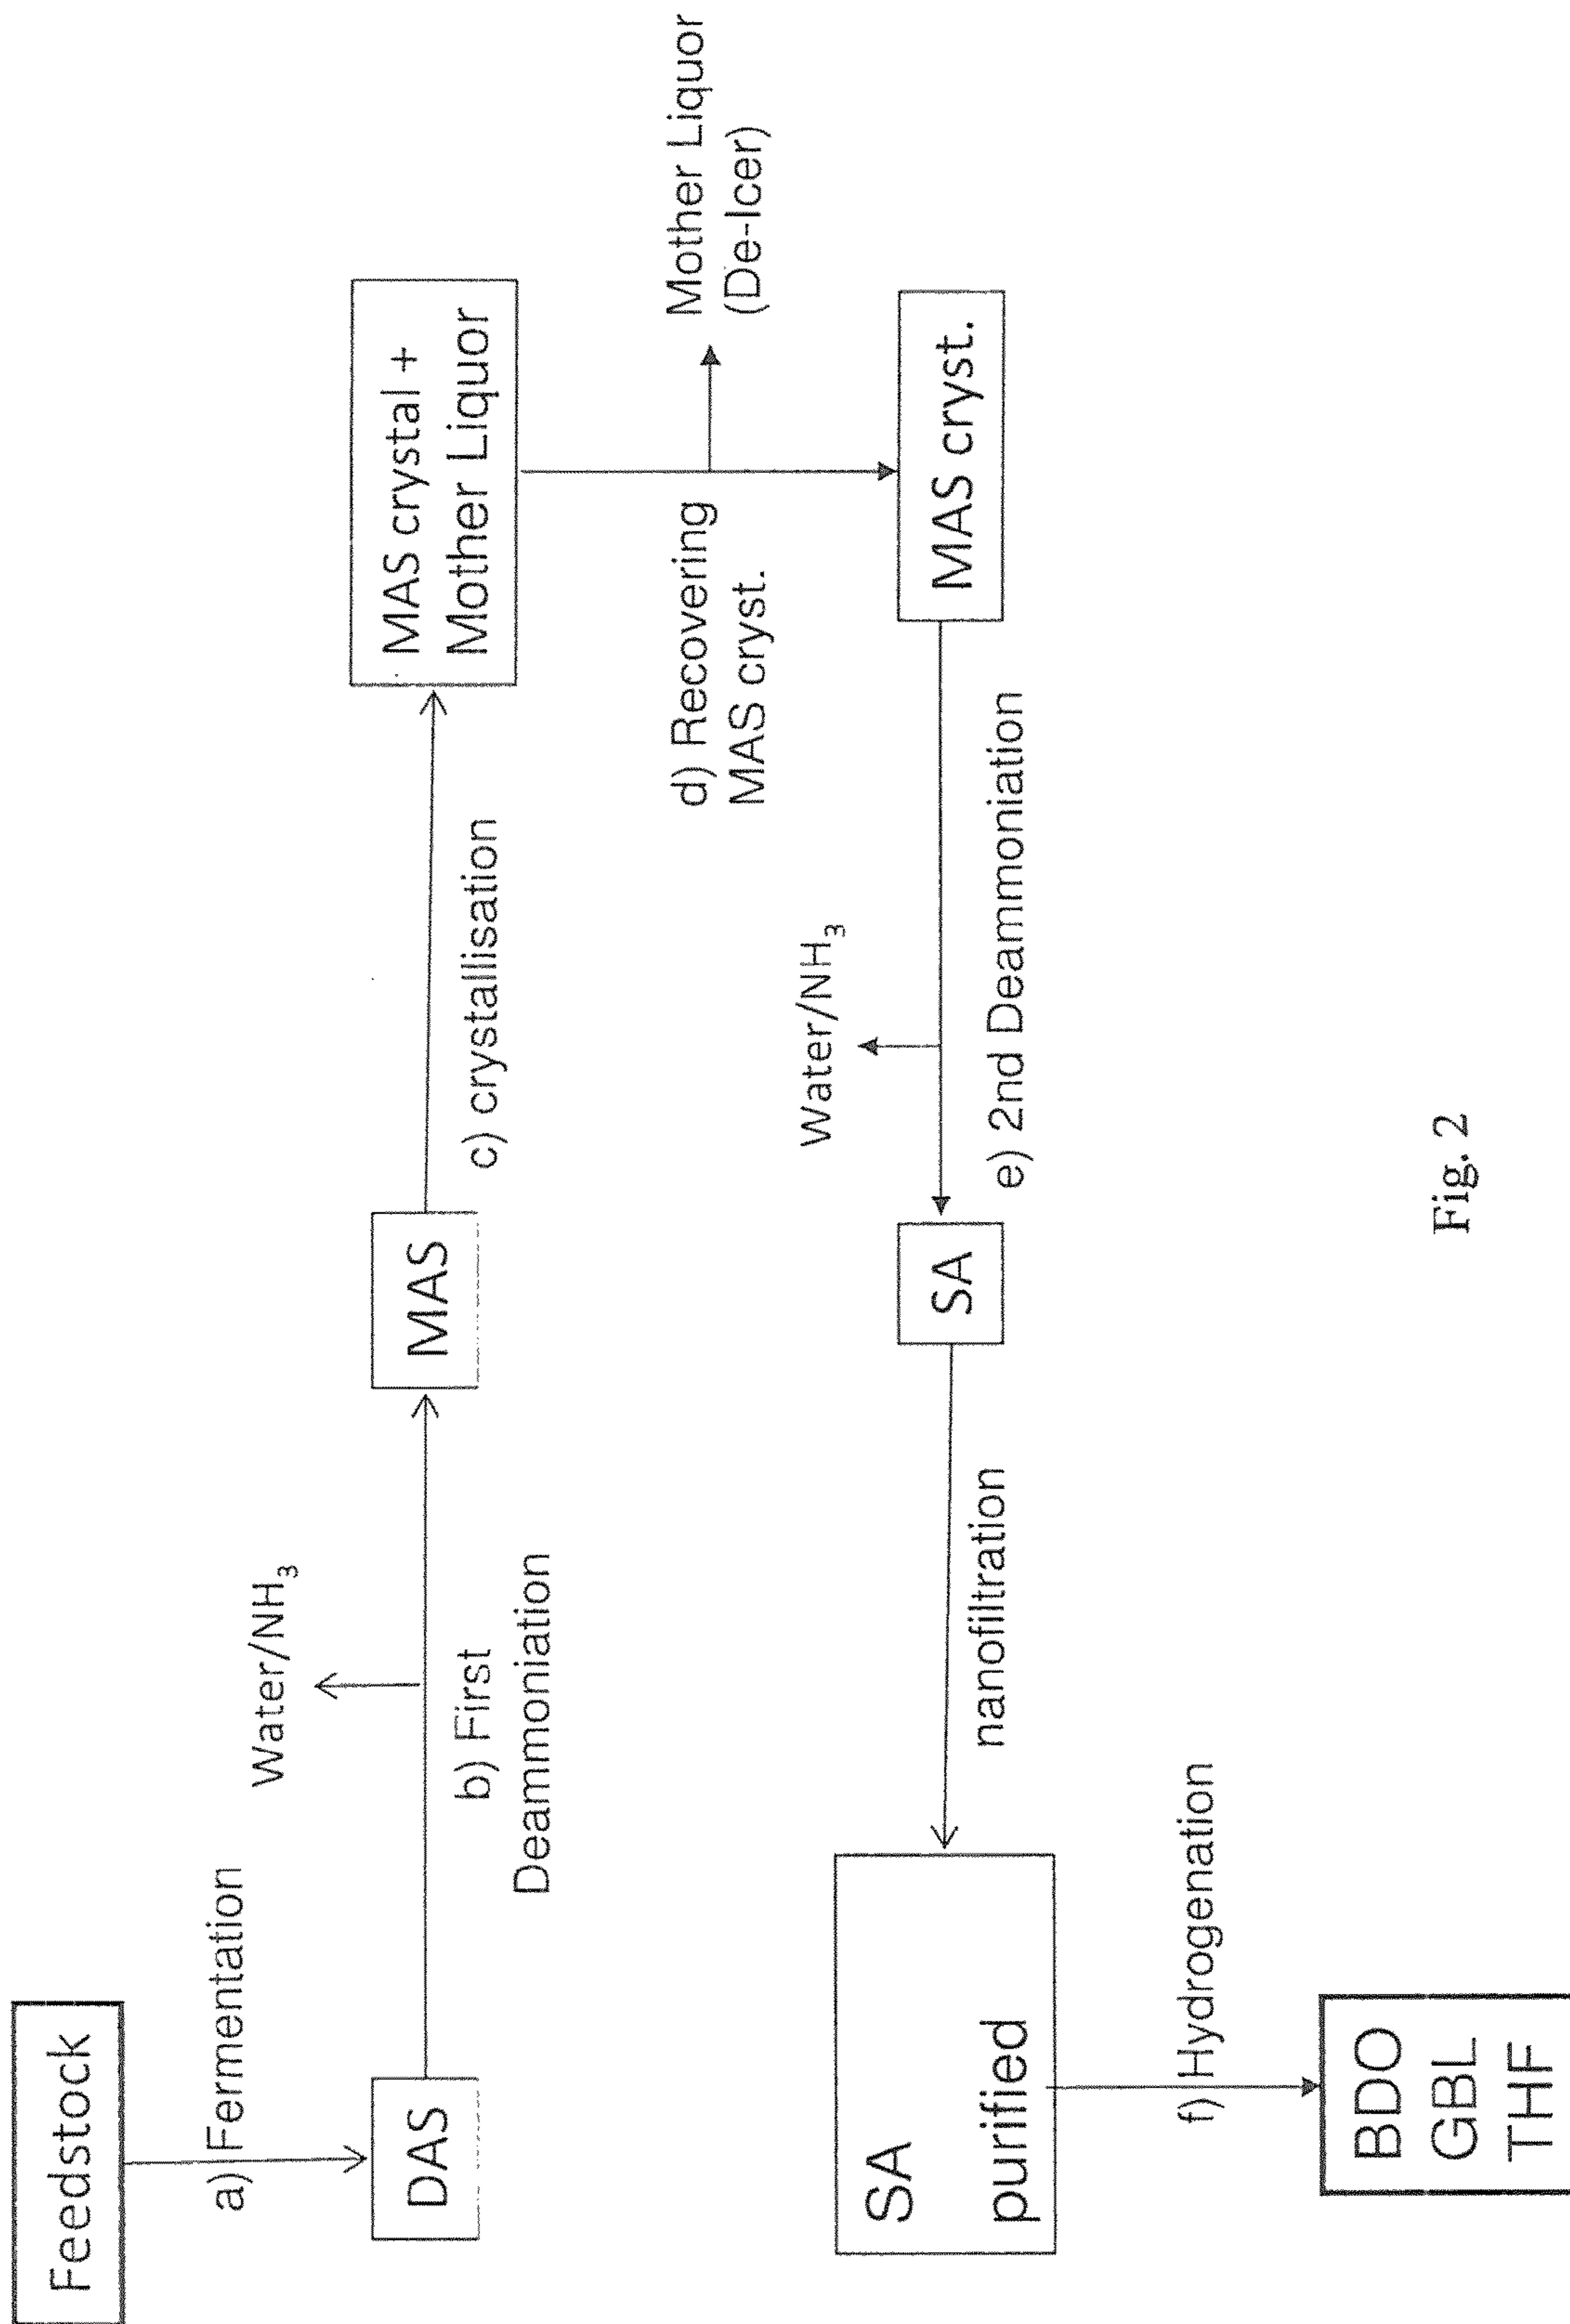 Feedstock
a) Fermentation
DAS
Water/NH₃
b) First
Deammoniation
MAS
c) crystallisation
MAS crystal +
Mother Liquor
d) Recovering
MAS cryst.
Mother Liquor
(De-Icer)
MAS cryst.
Water/NH₃
e) 2nd Deammoniation
SA
nanofiltration
SA
purified
f) Hydrogenation
BDO
GBL
THF
Fig. 2